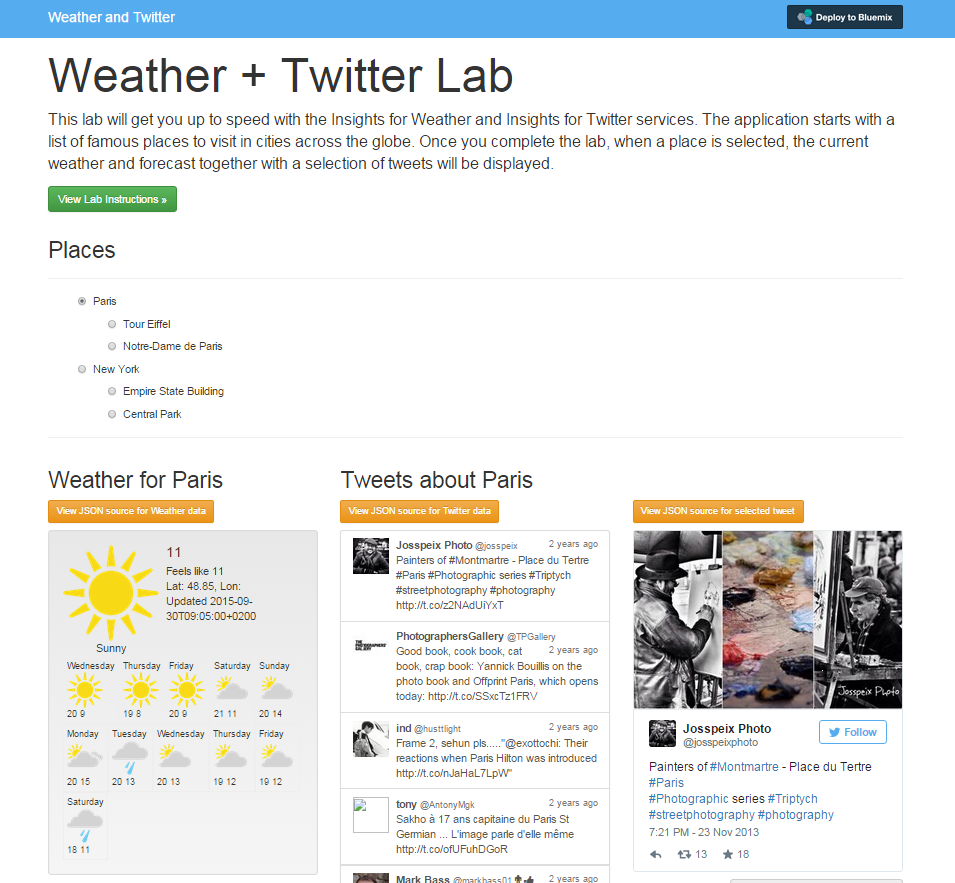 Weather and Twitter
Deploy to Bluemix
Weather + Twitter Lab
This lab will get you up to speed with the Insights for Weather and Insights for Twitter services. The application starts with a
list of famous places to visit in cities across the globe. Once you complete the lab, when a place is selected, the current
weather and forecast together with a selection of tweets will be displayed.
View Lab Instructions »
Places
Paris
Tour Eiffel
Notre-Dame de Paris
New York
Empire State Building
Central Park
Weather for Paris
View JSON source for Weather data
11
Feels like 11
Lat: 48.85, Lon:
Updated 2015-09-
30T09:05:00+0200
Sunny
Wednesday Thursday Friday Saturday Sunday
20 9 19 8 20 9 21 11 20 14
Monday Tuesday Wednesday Thursday Friday
20 15 20 13 20 13 19 12 19 12
Saturday
18 11
Tweets about Paris
View JSON source for Twitter data
Josspeix Photo @josspeix 2 years ago
Painters of #Montmartre - Place du Tertre
#Paris #Photographic series #Triptych
#streetphotography #photography
http://t.co/z2NAdUiYxT
THE PHOTOGRAPHERS' GALLERY
PhotographersGallery @TPGallery
Good book, cook book, cat 2 years ago
book, crap book: Yannick Bouillis on the
photo book and Offprint Paris, which opens
today: http://t.co/SSxcTz1FRV
ind @husttlight 2 years ago
Frame 2, sehun pls....."@exottochi: Their
reactions when Paris Hilton was introduced
http://t.co/nJaHaL7LpW"
tony @AntonyMgk 2 years ago
Sakho à 17 ans capitaine du Paris St
Germian ... L'image parle d'elle même
http://t.co/ofUFuhDGoR
Mark Bass @markbass01 2 years ago
View JSON source for selected tweet
Josspeix Photo
Josspeix Photo
@josspeixphoto
Follow
Painters of #Montmartre - Place du Tertre
#Paris
#Photographic series #Triptych
#streetphotography #photography
7:21 PM - 23 Nov 2013
13 18